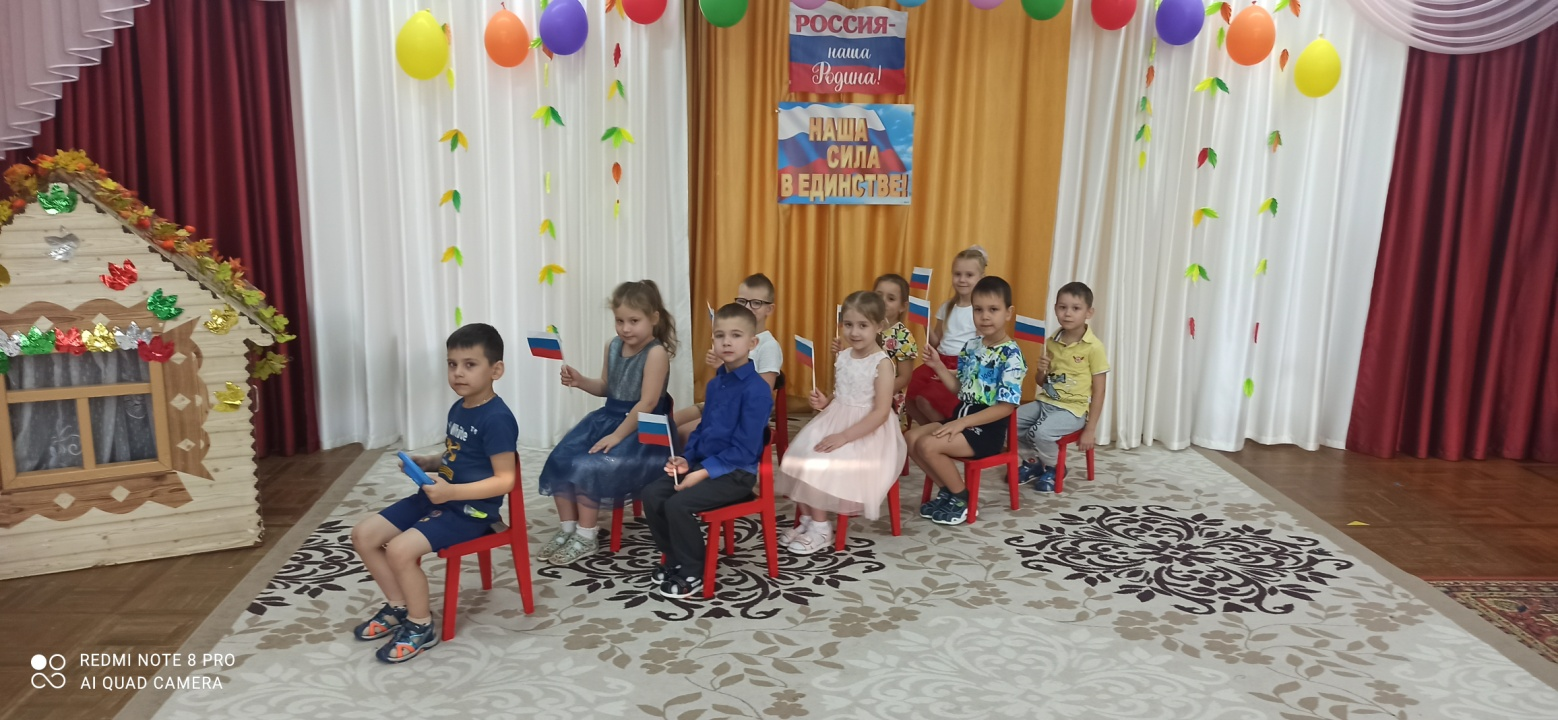 РОССИЯ-
наша
Родина!
НАША
СИЛА
В ЕДИНСТВЕ!
REDMI NOTE 8 PRO
AI QUAD CAMERA